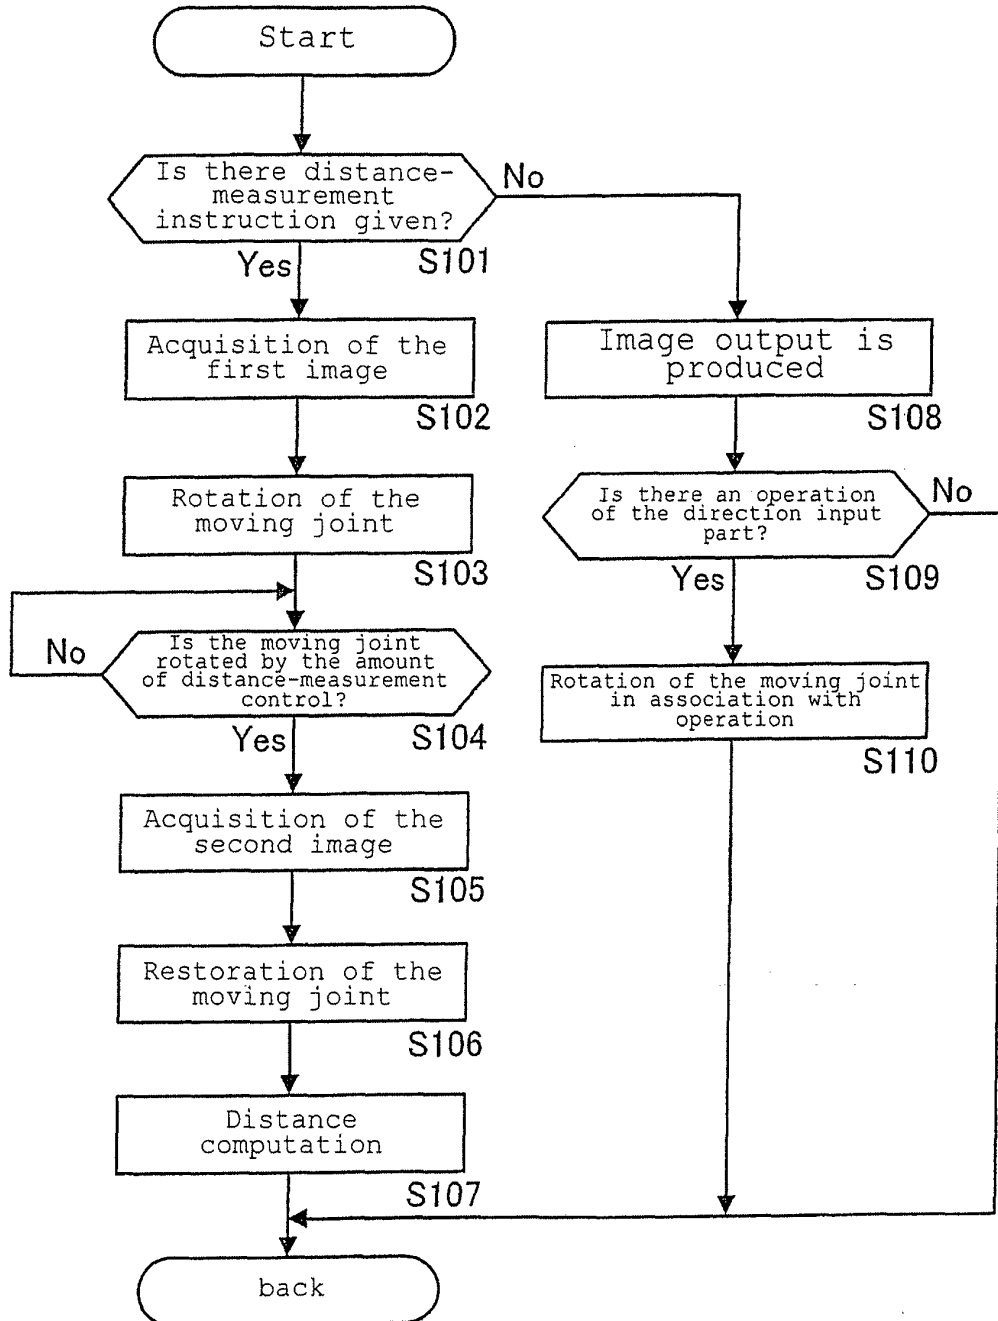 Start
Is there distance-
measurement
instruction given?
No
Yes
S101
Acquisition of the
first image
S102
Rotation of the
moving joint
S103
Is the moving joint
rotated by the amount
of distance-measurement
control?
No
Yes
S104
Acquisition of the
second image
S105
Restoration of the
moving joint
S106
Distance
computation
S107
Image output is
produced
S108
Is there an operation
of the direction input
part?
No
Yes
S109
Rotation of the moving joint
in association with
operation
S110
back